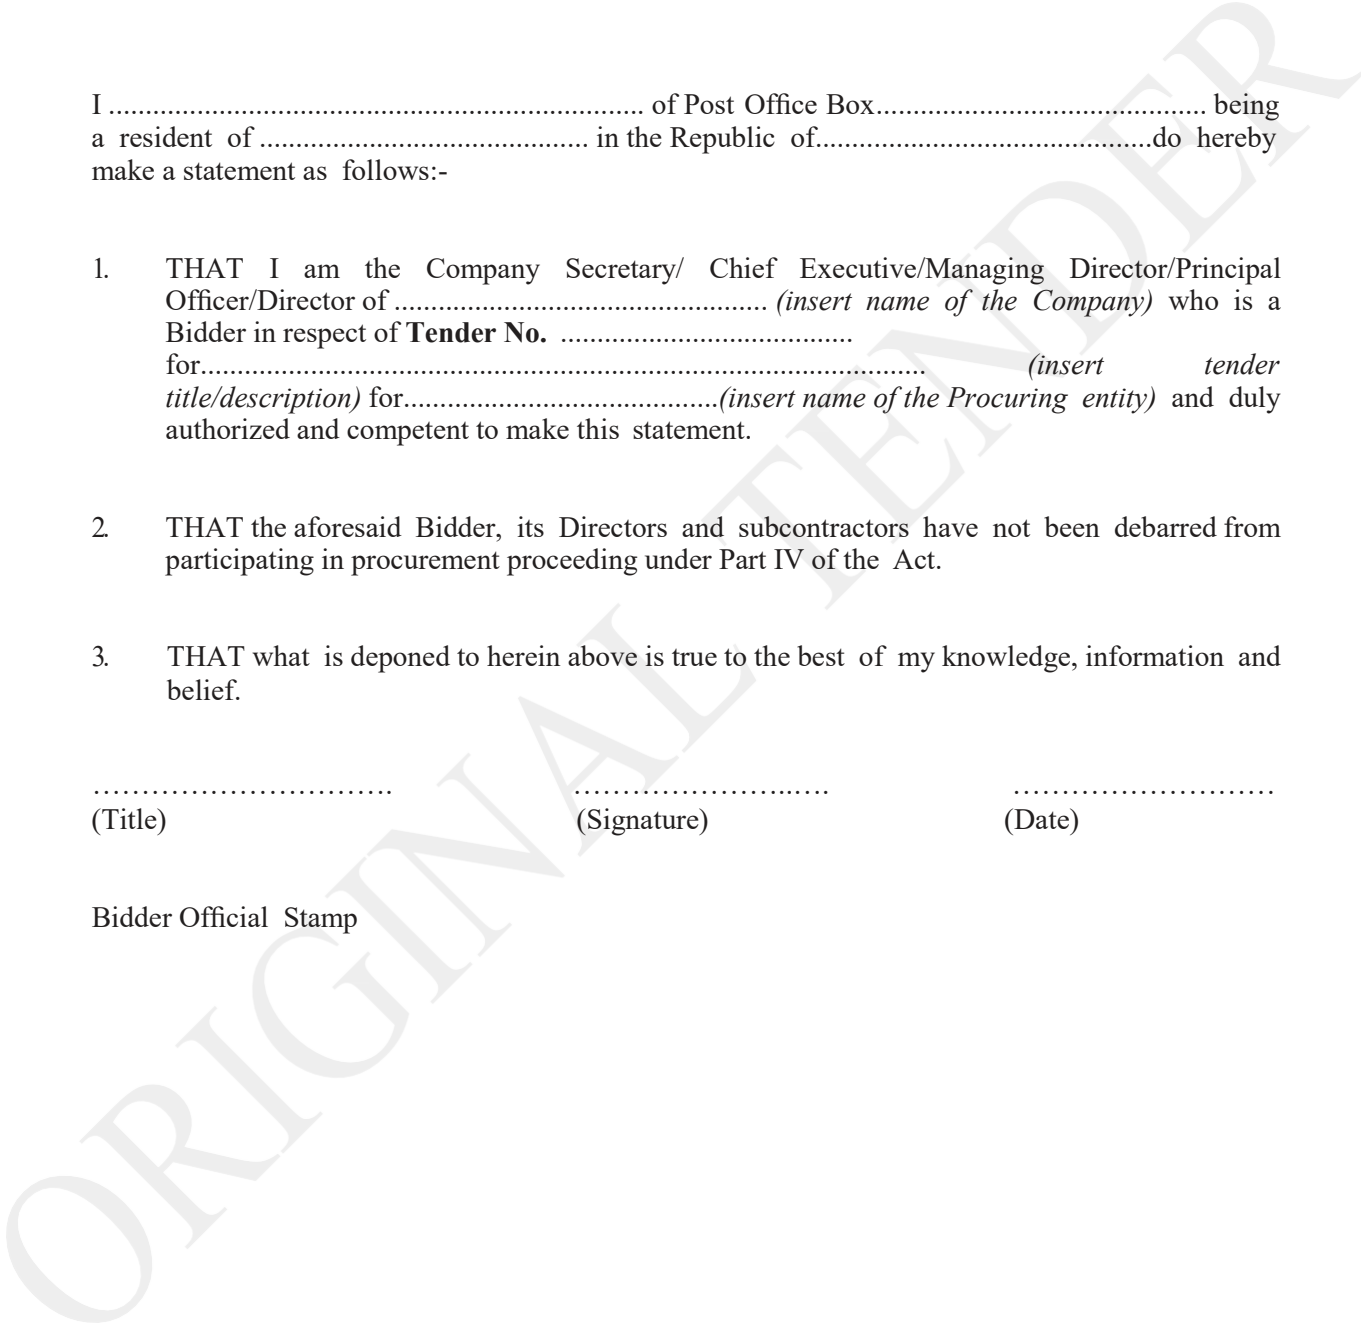 I ......................................................................... of Post Office Box............................................. being
a resident of ............................................. in the Republic of..............................................do hereby
make a statement as follows:-
1. THAT I am the Company Secretary/ Chief Executive/Managing Director/Principal
Officer/Director of ................................................... (insert name of the Company) who is a
Bidder in respect of Tender No. ........................................
for................................................................................................... (insert tender
title/description) for...........................................(insert name of the Procuring entity) and duly
authorized and competent to make this statement.
2. THAT the aforesaid Bidder, its Directors and subcontractors have not been debarred from
participating in procurement proceeding under Part IV of the Act.
3. THAT what is deponed to herein above is true to the best of my knowledge, information and
belief.
…………………………. …………………..…. ………………………
(Title) (Signature) (Date)
Bidder Official Stamp
ORIGINAL TENDER